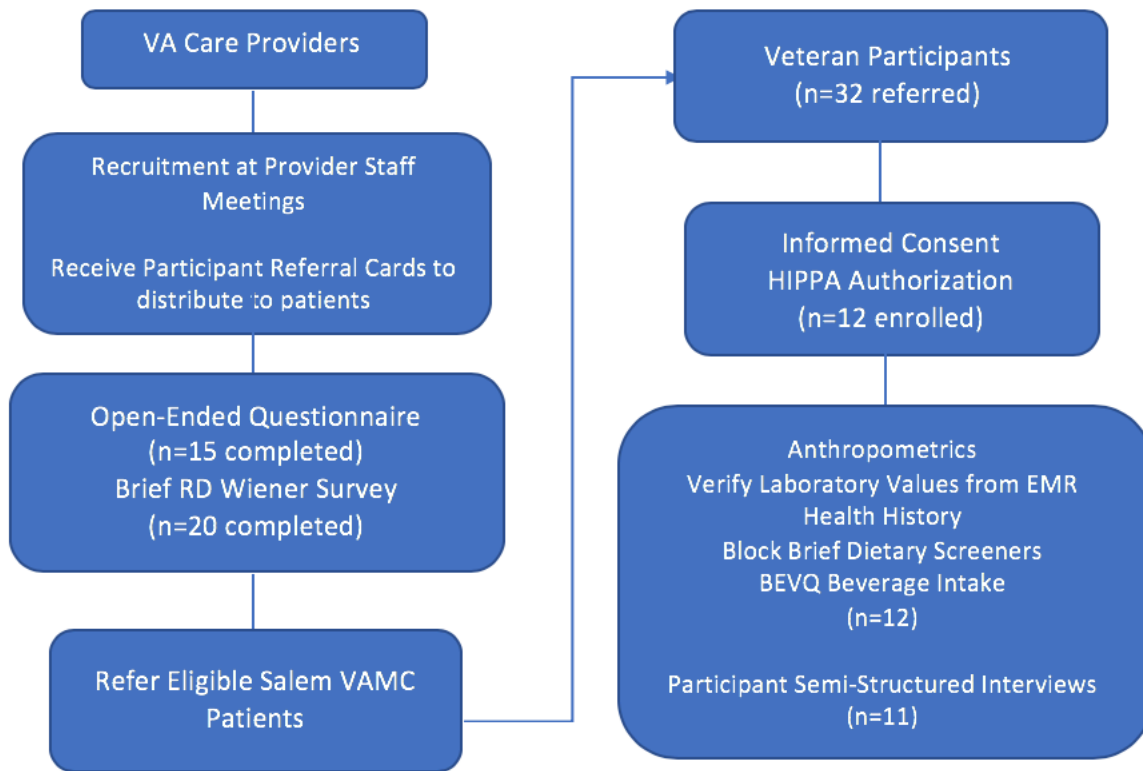 VA Care Providers
Recruitment at Provider Staff
Meetings
Receive Participant Referral Cards to
distribute to patients
Open-Ended Questionnaire
(n=15 completed)
Brief RD Wiener Survey
(n=20 completed)
Refer Eligible Salem VAMC
Patients
Veteran Participants
(n=32 referred)
Informed Consent
HIPPA Authorization
(n=12 enrolled)
Anthropometrics
Verify Laboratory Values from EMR
Health History
Block Brief Dietary Screeners
BEVQ Beverage Intake
(n=12)
Participant Semi-Structured Interviews
(n=11)